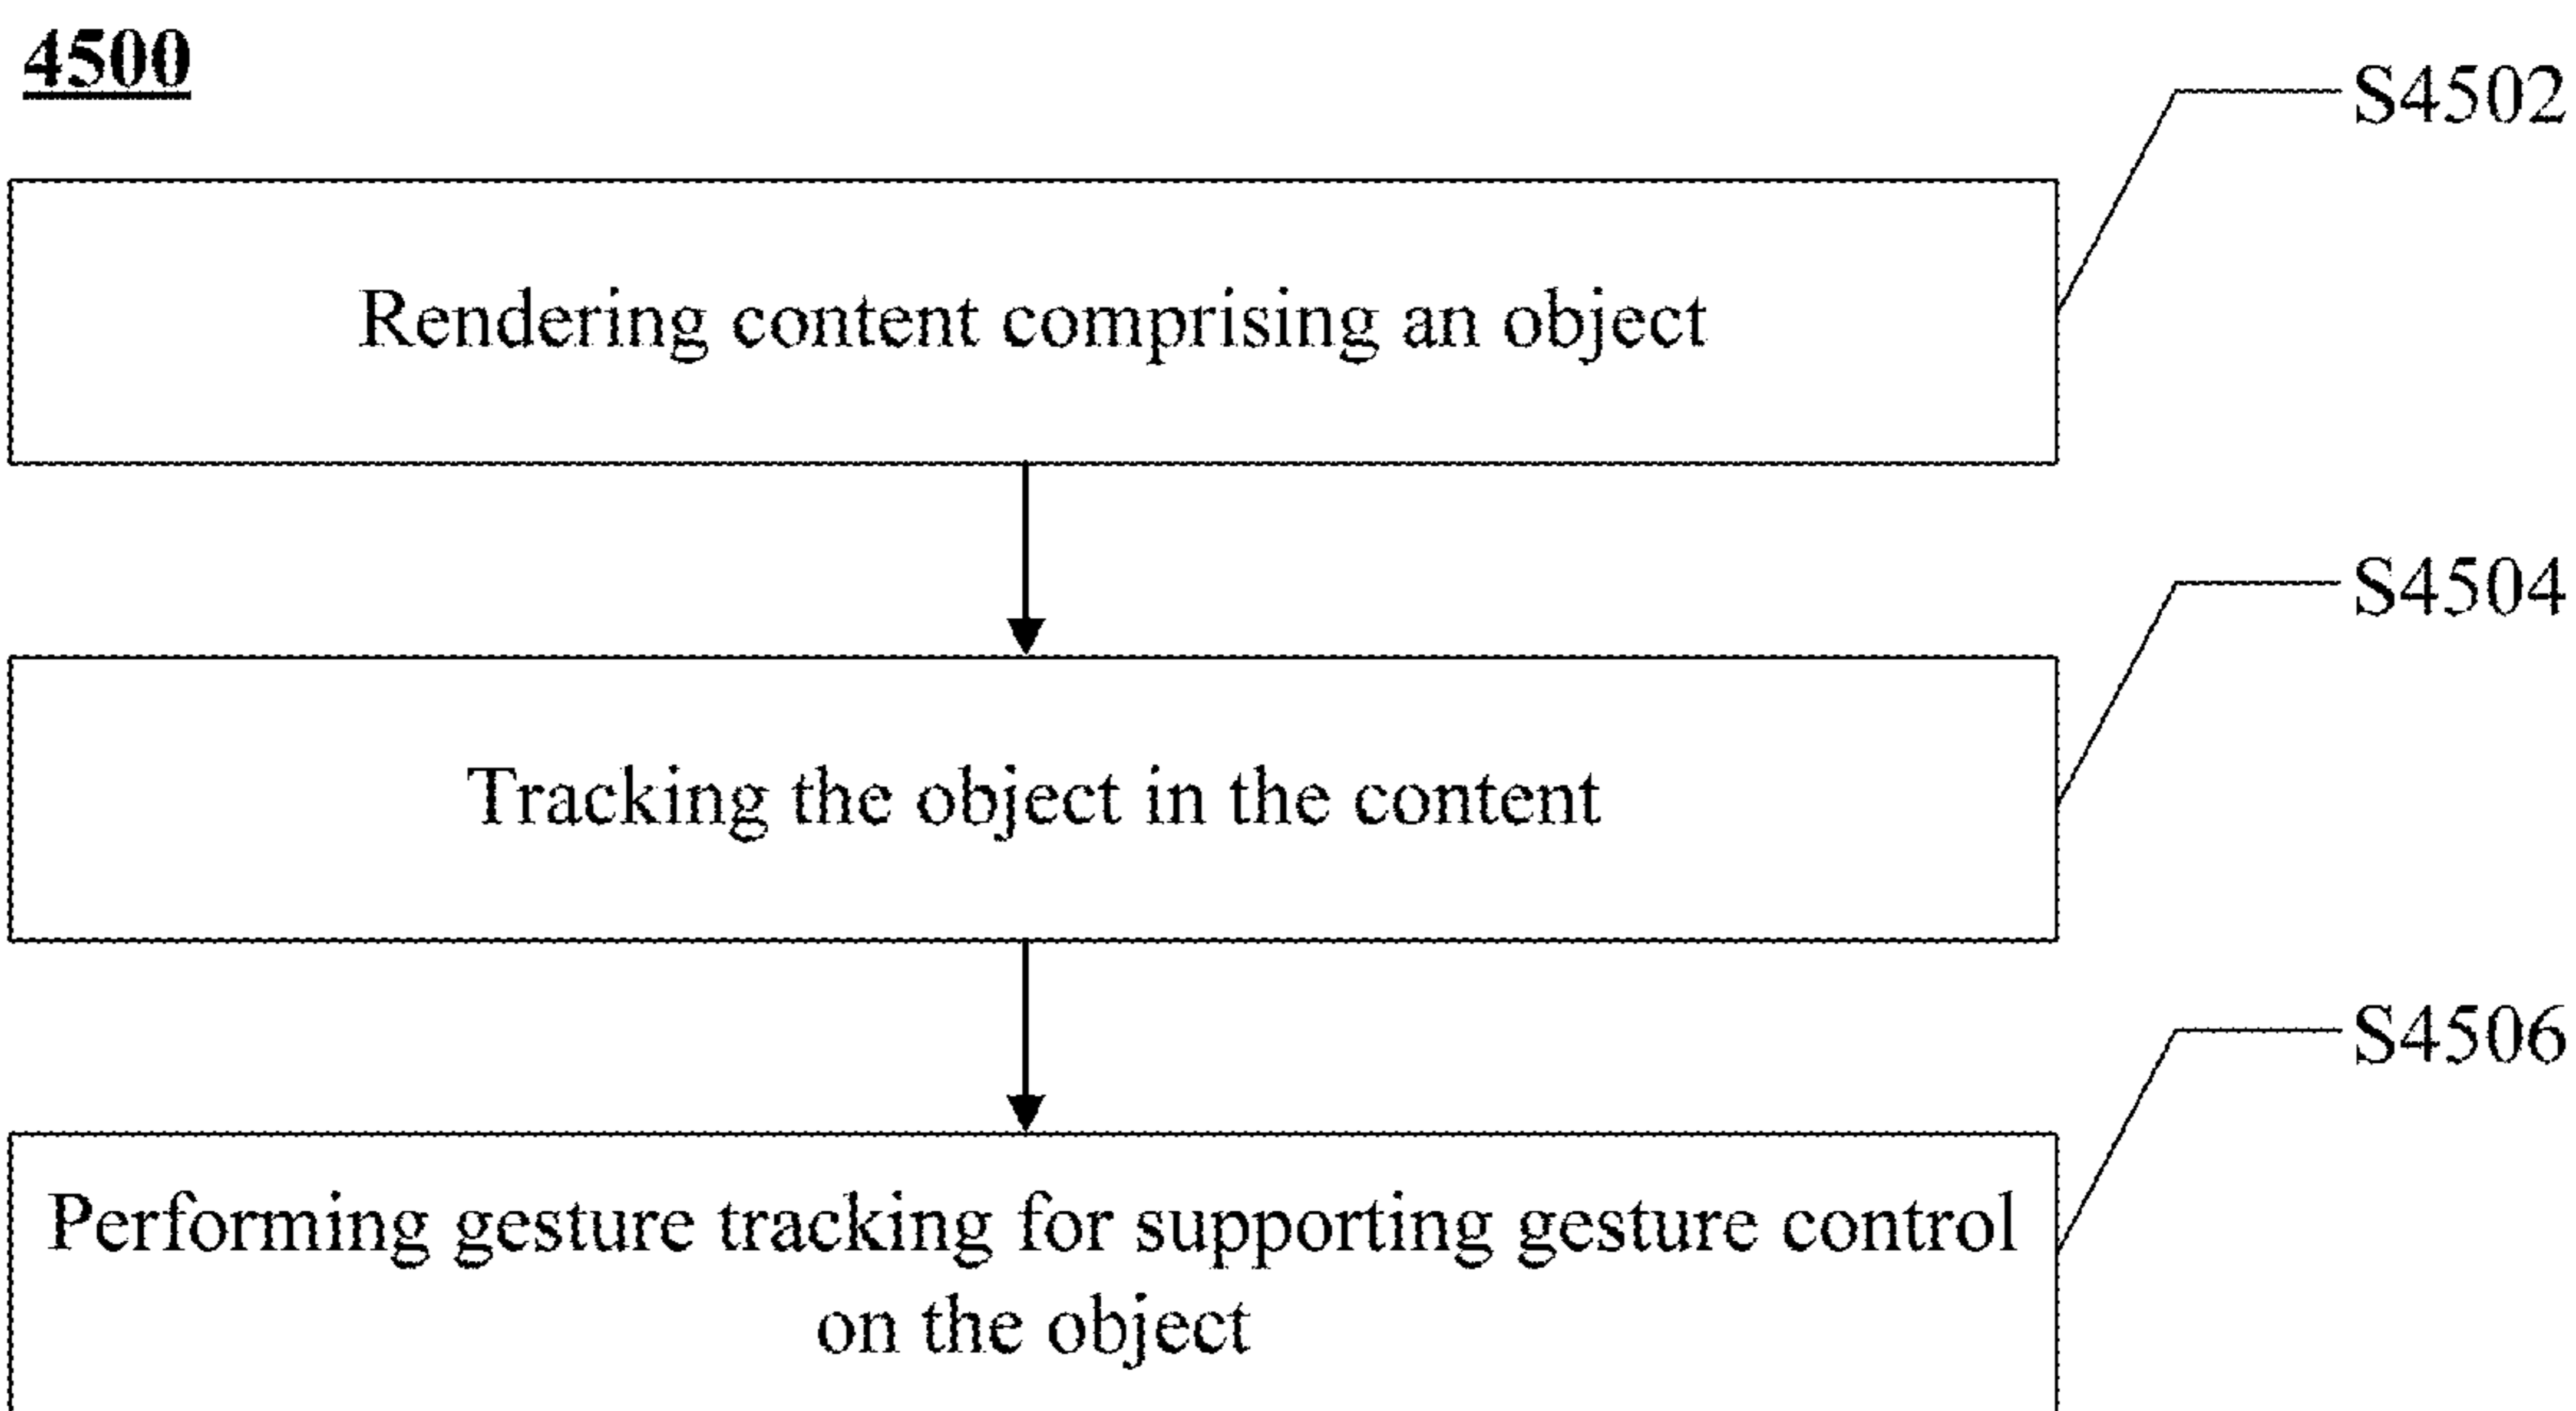 4500
S4502
Rendering content comprising an object
S4504
Tracking the object in the content
S4506
Performing gesture tracking for supporting gesture control
on the object